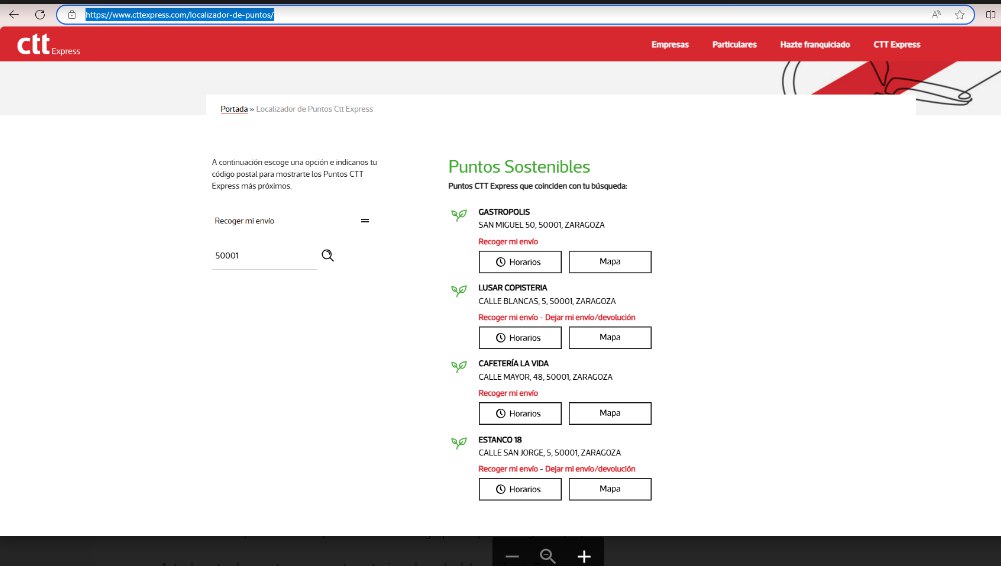 https://www.cttexpress.com/localizador-de-puntos/
ctt Express
Empresas Particulares Hazte franquiciado CTT Express
Portada » Localizador de Puntos Ctt Express
A continuación escoge una opción e indícanos tu
código postal para mostrarte los Puntos CTT
Express más próximos.
Recoger mi envío
50001
Puntos Sostenibles
Puntos CTT Express que coinciden con tu búsqueda:
GASTROPOLIS
SAN MIGUEL 50, 50001, ZARAGOZA
Recoger mi envío
Horarios Mapa
LUSAR COPISTERIA
CALLE BLANCAS, 5, 50001, ZARAGOZA
Recoger mi envío - Dejar mi envío/devolución
Horarios Mapa
CAFETERÍA LA VIDA
CALLE MAYOR, 48, 50001, ZARAGOZA
Recoger mi envío
Horarios Mapa
ESTANCO 18
CALLE SAN JORGE, 5, 50001, ZARAGOZA
Recoger mi envío - Dejar mi envío/devolución
Horarios Mapa